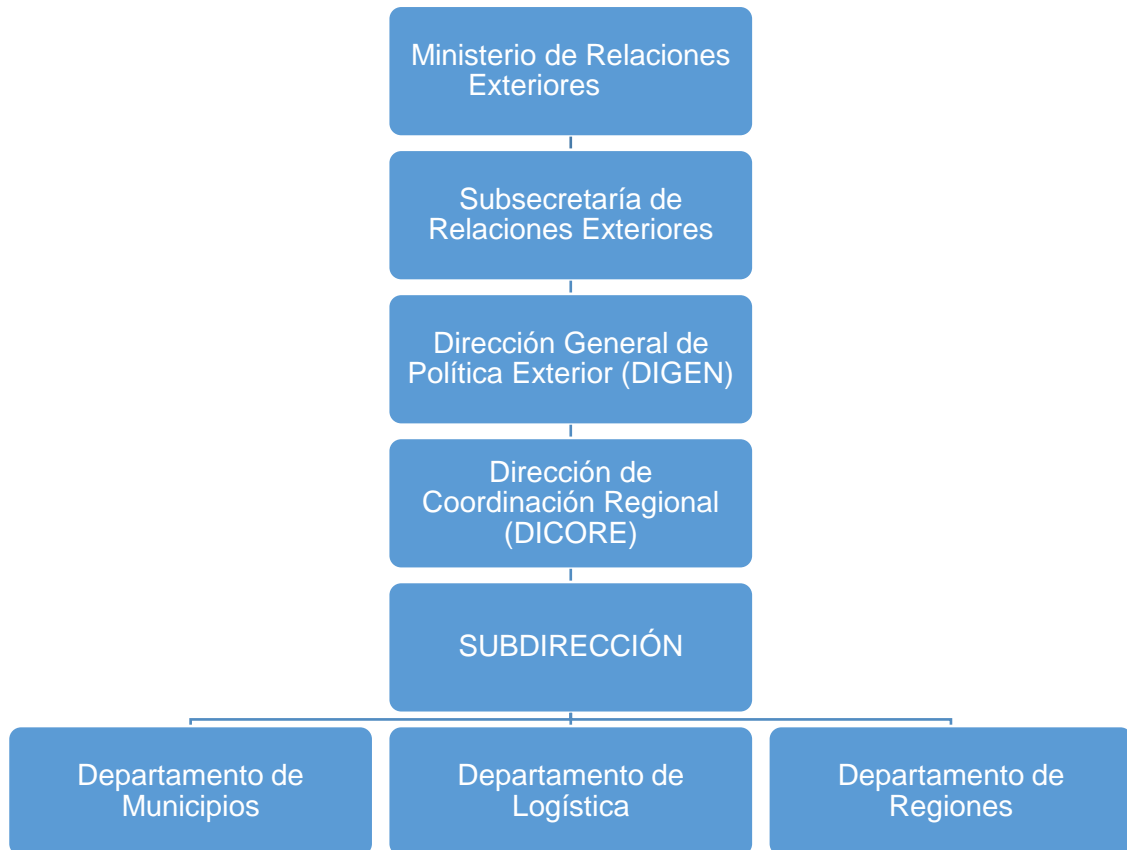 Ministerio de Relaciones
Exteriores
Subsecretaría de
Relaciones Exteriores
Dirección General de
Política Exterior (DIGEN)
Dirección de
Coordinación Regional
(DICORE)
SUBDIRECCIÓN
Departamento de
Municipios
Departamento de
Logística
Departamento de
Regiones